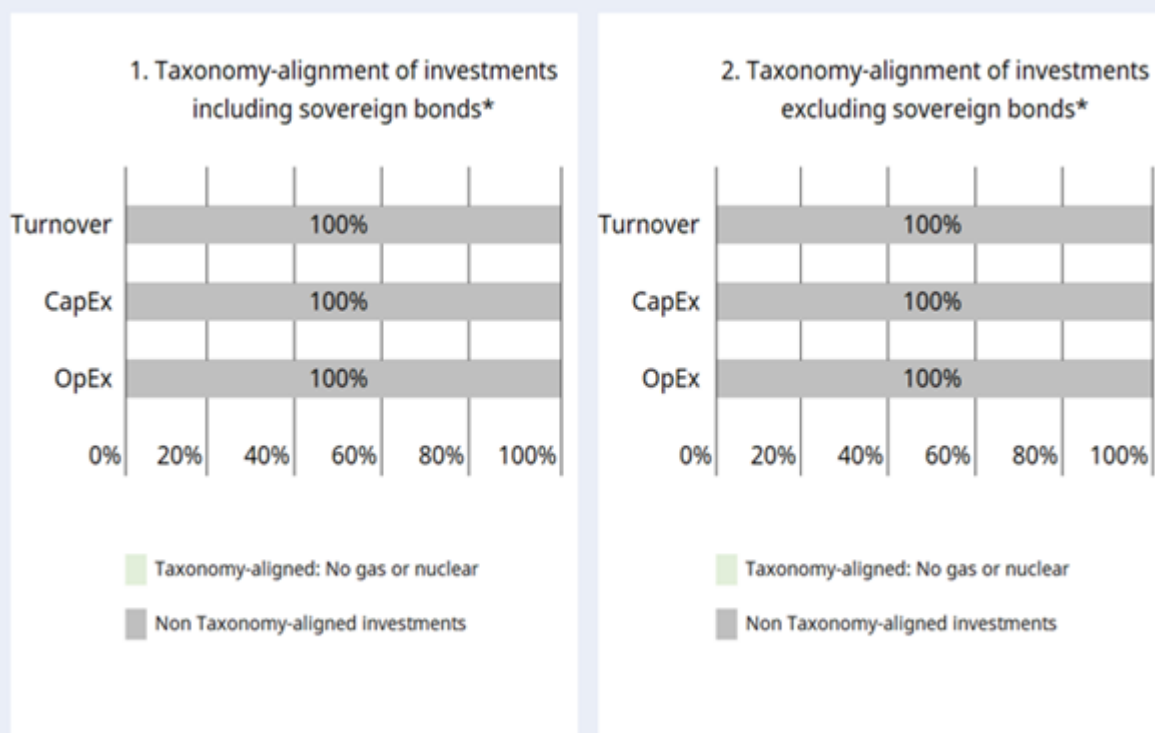 1. Taxonomy-alignment of investments
including sovereign bonds*
Turnover 100%
CapEx 100%
OpEx 100%
0% 20% 40% 60% 80% 100%
Taxonomy-aligned: No gas or nuclear
Non Taxonomy-aligned investments
2. Taxonomy-alignment of investments
excluding sovereign bonds*
Turnover 100%
CapEx 100%
OpEx 100%
0% 20% 40% 60% 80% 100%
Taxonomy-aligned: No gas or nuclear
Non Taxonomy-aligned investments